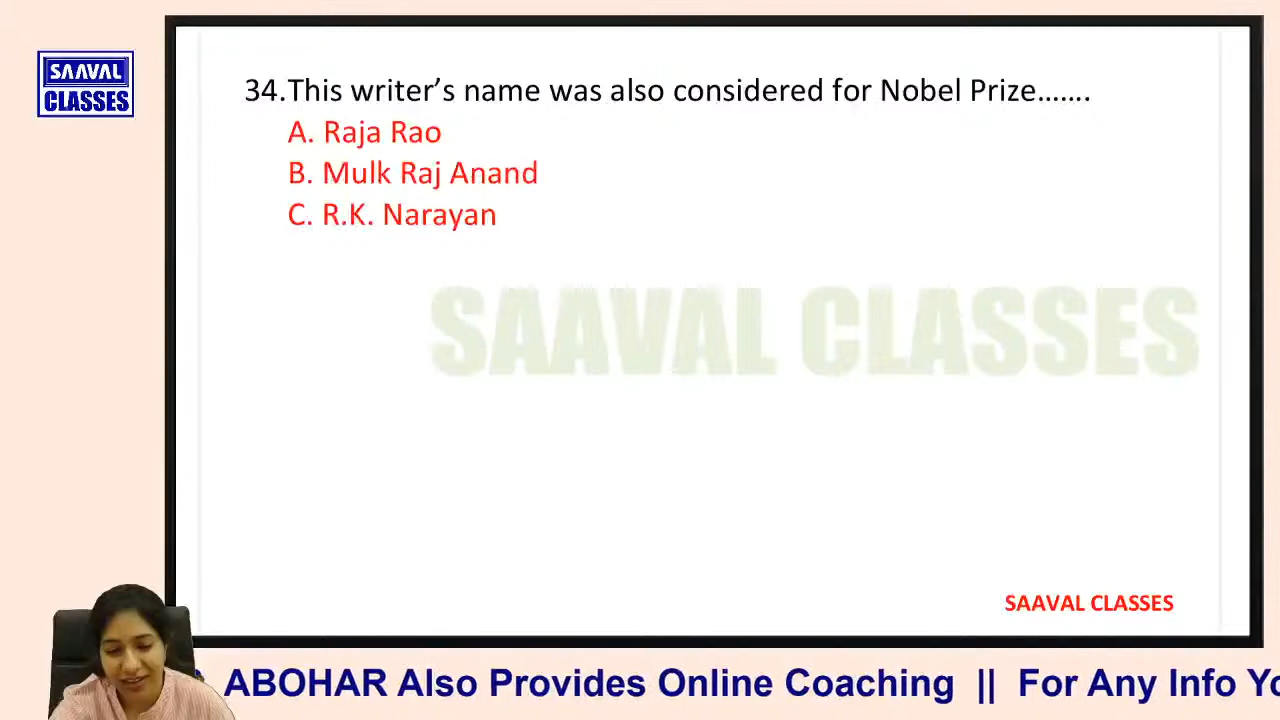 SAAVAL
CLASSES
34.This writer’s name was also considered for Nobel Prize…….
A. Raja Rao
B. Mulk Raj Anand
C. R.K. Narayan
SAAVAL CLASSES
SAAVAL CLASSES
ABOHAR Also Provides Online Coaching || For Any Info